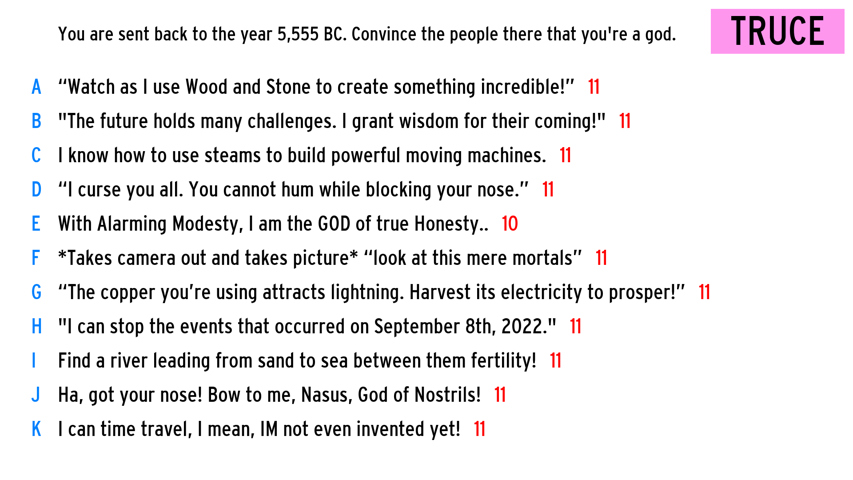 You are sent back to the year 5,555 BC. Convince the people there that you're a god.
TRUCE
A “Watch as I use Wood and Stone to create something incredible!” 11
B "The future holds many challenges. I grant wisdom for their coming!" 11
C I know how to use steams to build powerful moving machines. 11
D “I curse you all. You cannot hum while blocking your nose.” 11
E With Alarming Modesty, I am the GOD of true Honesty.. 10
F *Takes camera out and takes picture* “look at this mere mortals” 11
G “The copper you’re using attracts lightning. Harvest its electricity to prosper!” 11
H "I can stop the events that occurred on September 8th, 2022." 11
I Find a river leading from sand to sea between them fertility! 11
J Ha, got your nose! Bow to me, Nasus, God of Nostrils! 11
K I can time travel, I mean, IM not even invented yet! 11